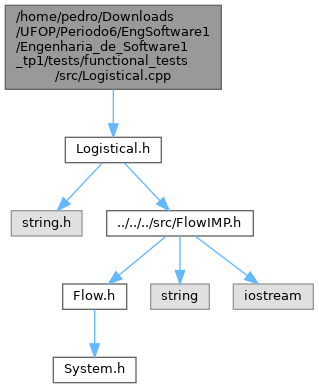 /home/pedro/Downloads
/UFOP/Periodo6/EngSoftware1
/Engenharia_de_Software1
_tp1/tests/functional_tests
/src/Logistical.cpp
Logistical.h
string.h
../../../src/FlowIMP.h
Flow.h
string
iostream
System.h